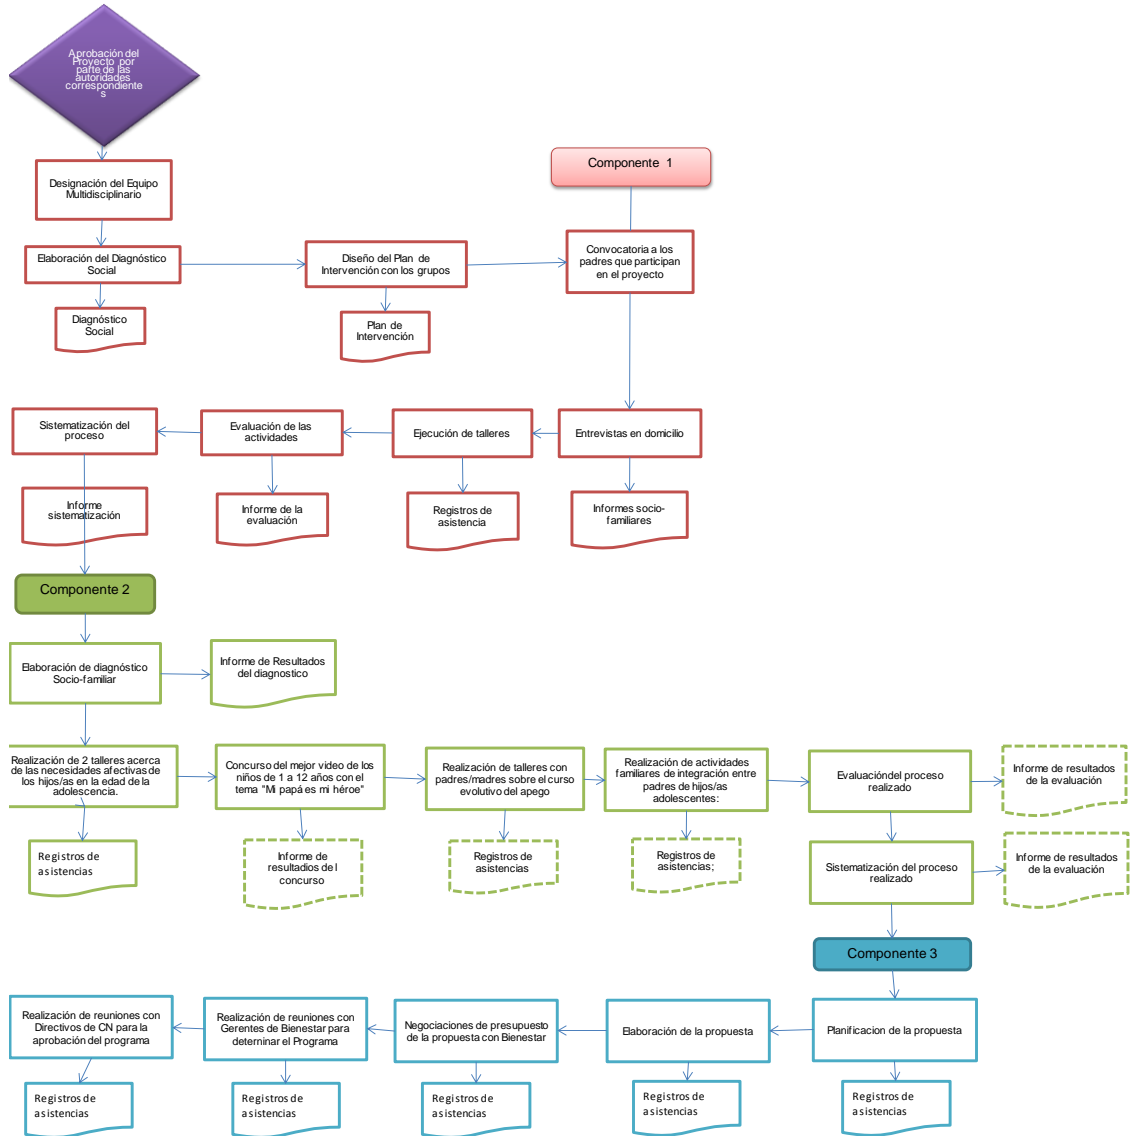 Aprobación del
Proyecto por
parte de las
autoridades
correspondiente
s
Designación del Equipo
Multidisciplinario
Componente 1
Elaboración del Diagnóstico
Social
Diseño del Plan de
Intervención con los grupos
Convocatoria a los
padres que participan
en el proyecto
Diagnóstico
Social
Plan de
Intervención
Sistematización del
proceso
Evaluación de las
actividades
Ejecución de talleres
Entrevistas en domicilio
Informe
sistematización
Informe de la
evaluación
Registros de
asistencia
Informes socio-
familiares
Componente 2
Elaboración de diagnóstico
Socio-familiar
Informe de Resultados
del diagnostico
Realización de 2 talleres acerca
de las necesidades afectivas de
los hijos/as en la edad de la
adolescencia.
Concurso del mejor video de los
niños de 1 a 12 años con el
tema "Mi papá es mi héroe"
Realización de talleres con
padres/madres sobre el curso
evolutivo del apego
Realización de actividades
familiares de integración entre
padres de hijos/as
adolescentes:
Evaluacióndel proceso
realizado
Informe de resultados
de la evaluación
Registros de
asistencias
Informe de
resultados del
concurso
Registros de
asistencias
Registros de
asistencias;
Sistematización del proceso
realizado
Informe de resultados
de la evaluación
Componente 3
Realización de reuniones con
Directivos de CN para la
aprobación del programa
Realización de reuniones con
Gerentes de Bienestar para
deterninar el Programa
Negociaciones de presupuesto
de la propuesta con Bienestar
Elaboración de la propuesta
Planificacion de la propuesta
Registros de
asistencias
Registros de
asistencias
Registros de
asistencias
Registros de
asistencias
Registros de
asistencias